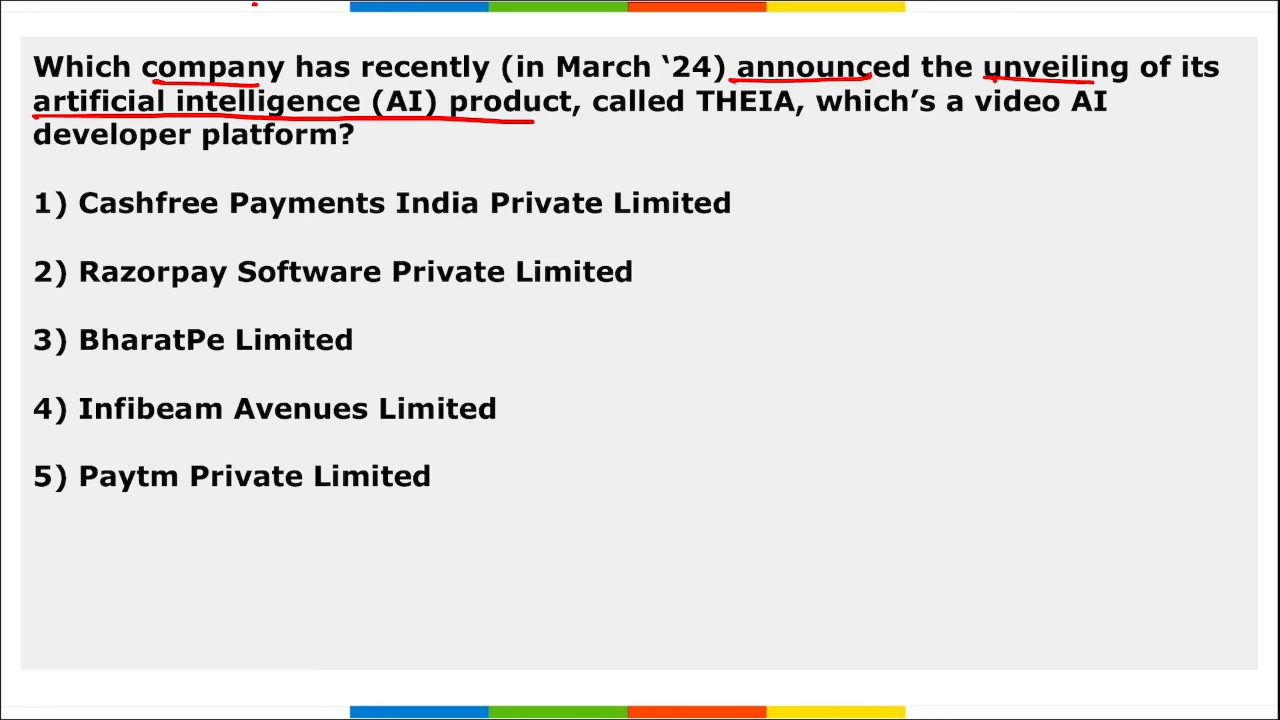 Which company has recently (in March ‘24) announced the unveiling of its
artificial intelligence (AI) product, called THEIA, which’s a video AI
developer platform?
1) Cashfree Payments India Private Limited
2) Razorpay Software Private Limited
3) BharatPe Limited
4) Infibeam Avenues Limited
5) Paytm Private Limited